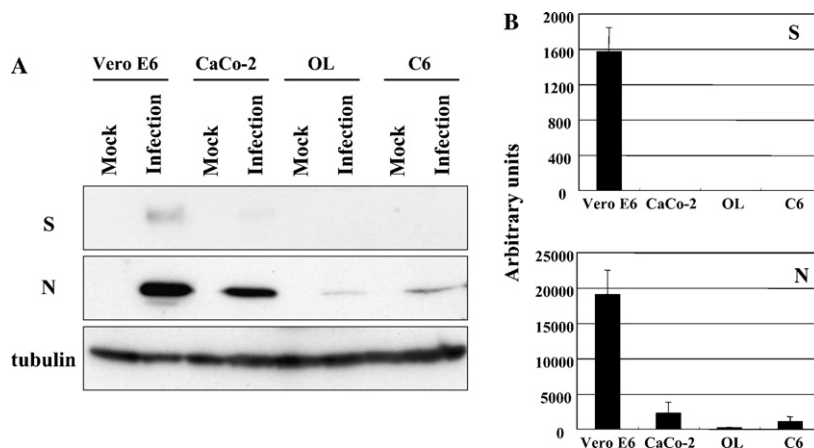 A
Vero E6 CaCo-2 OL C6
Mock Infection Mock Infection Mock Infection Mock Infection
S
N
tubulin
B
Arbitrary units
S
2000
1600
1200
800
400
0
Vero E6 CaCo-2 OL C6
N
25000
20000
15000
10000
5000
0
Vero E6 CaCo-2 OL C6